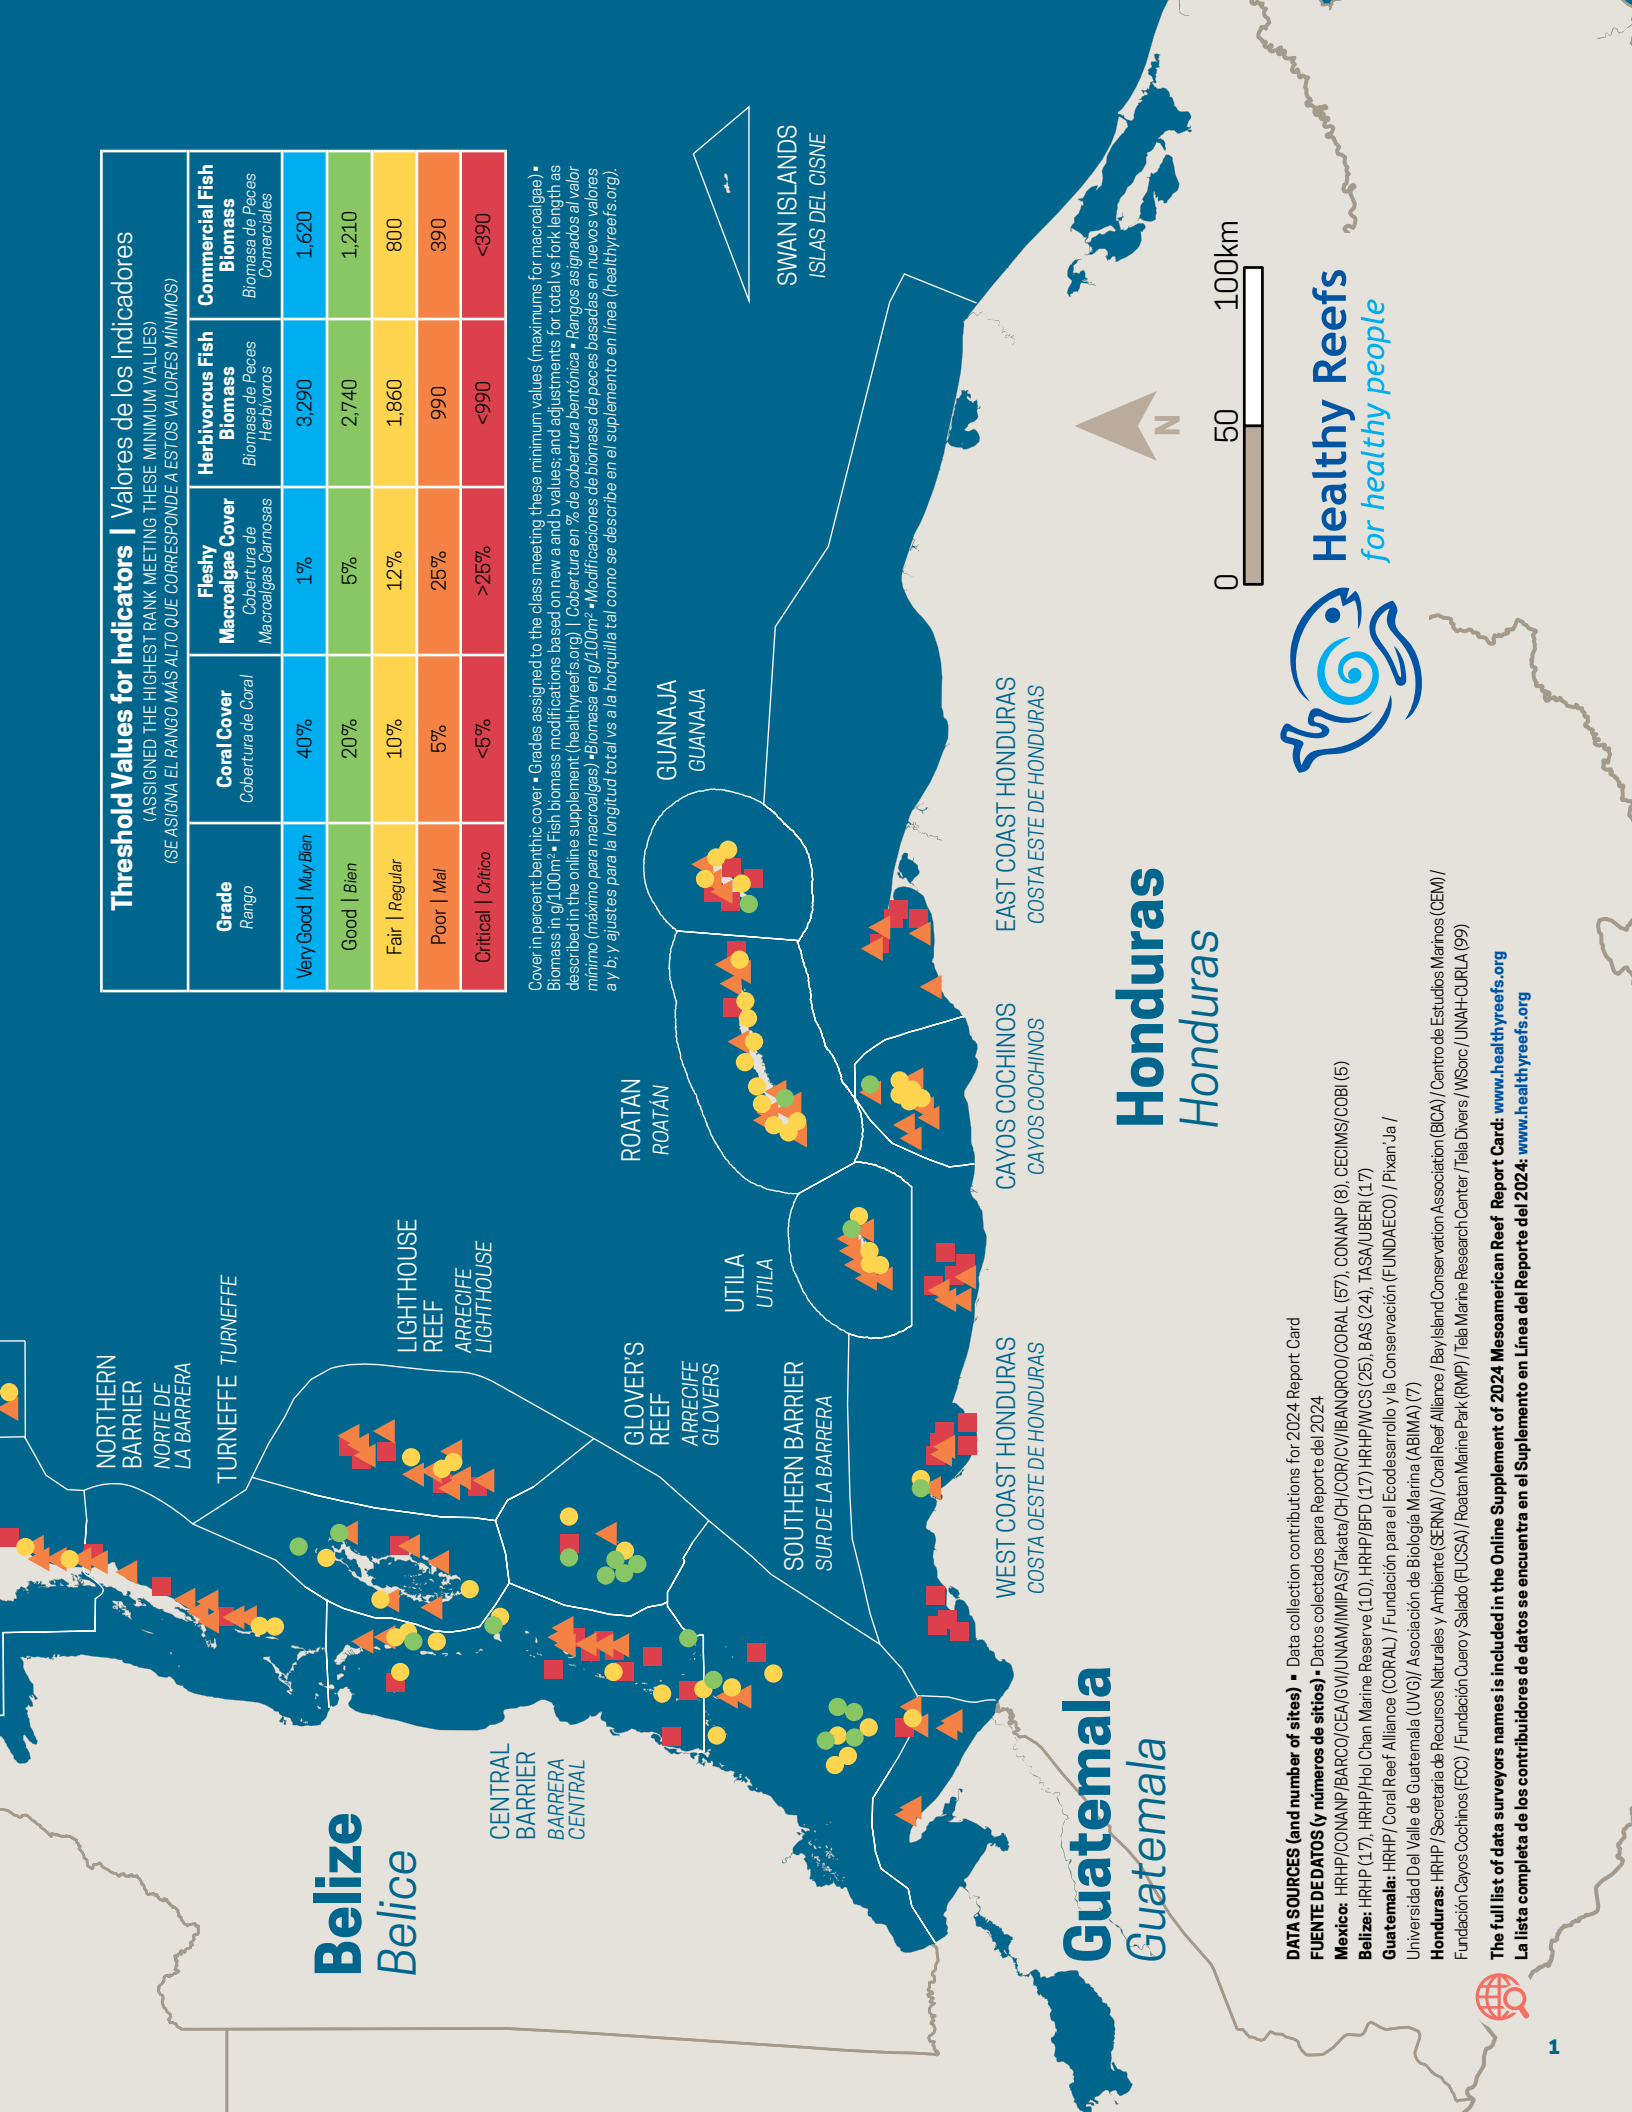 Threshold Values for Indicators | Valores de los Indicadores
(ASSIGNED THE HIGHEST RANK MEETING THESE MINIMUM VALUES)
(SE ASIGNA EL RANGO MÁS ALTO QUE CORRESPONDE A ESTOS VALORES MÍNIMOS)
Grade
Rango
Coral Cover
Cobertura de Coral
Fleshy
Macroalgae Cover
Cobertura de
Macroalgas Carnosas
Herbivorous Fish
Biomass
Biomasa de Peces
Herbívoros
Commercial Fish
Biomass
Biomasa de Peces
Comerciales
Very Good | Muy Bien 40% 1% 3,290 1,620
Good | Bien 20% 5% 2,740 1,210
Fair | Regular 10% 12% 1,860 800
Poor | Mal 5% 25% 990 390
Critical | Crítico <5% >25% <990 <390
Cover in percent benthic cover ▪ Grades assigned to the class meeting these minimum values (maximums for macroalgae) ▪
Biomass in g/100m² ▪ Fish biomass modifications based on new a and b values; and adjustments for total vs fork length as
described in the online supplement (healthyreefs.org) | Cobertura en % de cobertura bentónica ▪ Rangos asignados al valor
mínimo (máximo para macroalgas) ▪Biomasa en g/100m² ▪Modificaciones de biomasa de peces basadas en nuevos valores
a y b; y ajustes para la longitud total vs a la horquilla tal como se describe en el suplemento en línea (healthyreefs.org).
NORTHERN
BARRIER
NORTE DE
LA BARRERA
TURNEFFE TURNEFFE
LIGHTHOUSE
REEF
ARRECIFE
LIGHTHOUSE
GLOVER'S
REEF
ARRECIFE
GLOVERS
CENTRAL
BARRIER
BARRERA
CENTRAL
SOUTHERN BARRIER
SUR DE LA BARRERA
UTILA
UTILA
ROATAN
ROATÁN
GUANAJA
GUANAJA
SWAN ISLANDS
ISLAS DEL CISNE
WEST COAST HONDURAS
COSTA OESTE DE HONDURAS
CAYOS COCHINOS
CAYOS COCHINOS
EAST COAST HONDURAS
COSTA ESTE DE HONDURAS
Belize
Belice
Guatemala
Guatemala
Honduras
Honduras
N
0 50 100km
Healthy Reefs
for healthy people
DATA SOURCES (and number of sites) ▪ Data collection contributions for 2024 Report Card
FUENTE DE DATOS (y números de sitios) ▪ Datos colectados para Reporte del 2024
Mexico: HRHP/CONANP/BARCO/CEA/GVI/UNAM/IMIPAS/Takata/CH/COR/CV/IBANQROO/CORAL (57), CONANP (8), CECIMS/COBI (5)
Belize: HRHP (17), HRHP/Hol Chan Marine Reserve (10), HRHP/BFD (17) HRHP/WCS (25), BAS (24), TASA/UBERI (17)
Guatemala: HRHP/ Coral Reef Alliance (CORAL) / Fundación para el Ecodesarrollo y la Conservación (FUNDAECO) / Pixan' Ja /
Universidad Del Valle de Guatemala (UVG)/ Asociación de Biología Marina (ABIMA) (7)
Honduras: HRHP / Secretaría de Recursos Naturales y Ambiente (SERNA) / Coral Reef Alliance / Bay Island Conservation Association (BICA) / Centro de Estudios Marinos (CEM) /
Fundación Cayos Cochinos (FCC) / Fundación Cuero y Salado (FUCSA) / Roatan Marine Park (RMP) / Tela Marine Research Center / Tela Divers / WSorc / UNAH-CURLA (99)
The full list of data surveyors names is included in the Online Supplement of 2024 Mesoamerican Reef Report Card: www.healthyreefs.org
La lista completa de los contribuidores de datos se encuentra en el Suplemento en Línea del Reporte del 2024: www.healthyreefs.org
1